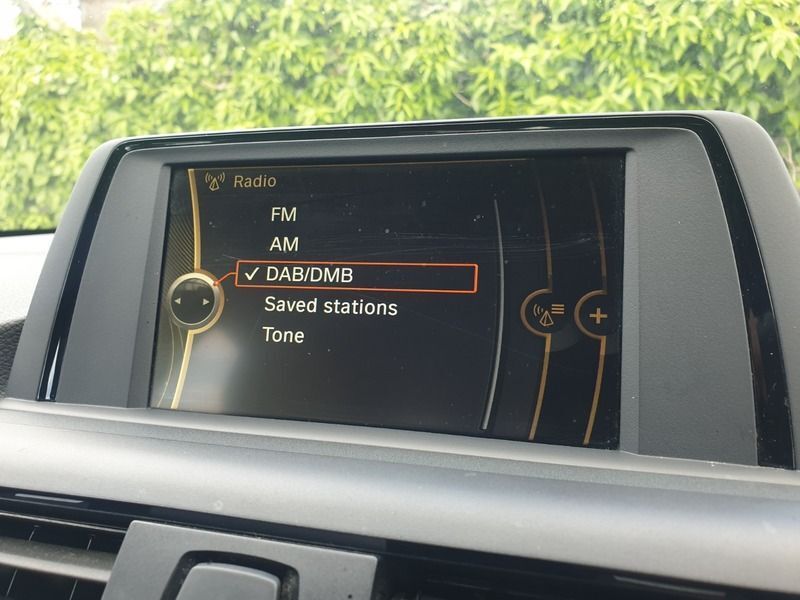 Radio
FM
AM
DAB/DMB
Saved stations
Tone